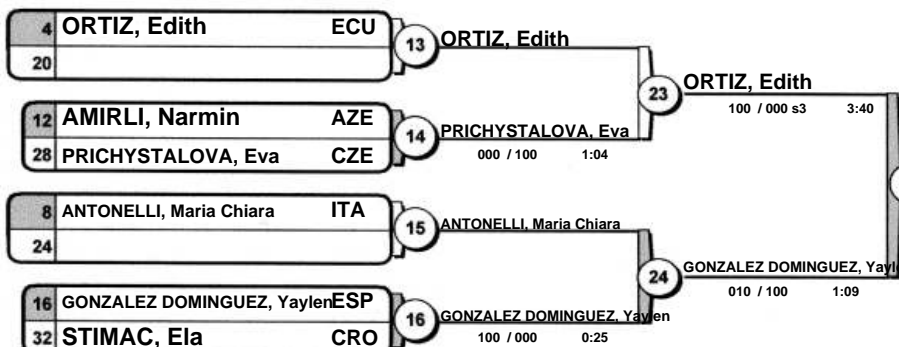 4 ORTIZ, Edith ECU
20
13 ORTIZ, Edith
12 AMIRLI, Narmin AZE
28 PRICHYSTALOVA, Eva CZE
14 PRICHYSTALOVA, Eva
000 / 100 1:04
23 ORTIZ, Edith
100 / 000 s3 3:40
8 ANTONELLI, Maria Chiara ITA
24
15 ANTONELLI, Maria Chiara
16 GONZALEZ DOMINGUEZ, Yaylen ESP
32 STIMAC, Ela CRO
16 GONZALEZ DOMINGUEZ, Yaylen
100 / 000 0:25
24 GONZALEZ DOMINGUEZ, Yayle
010 / 100 1:09